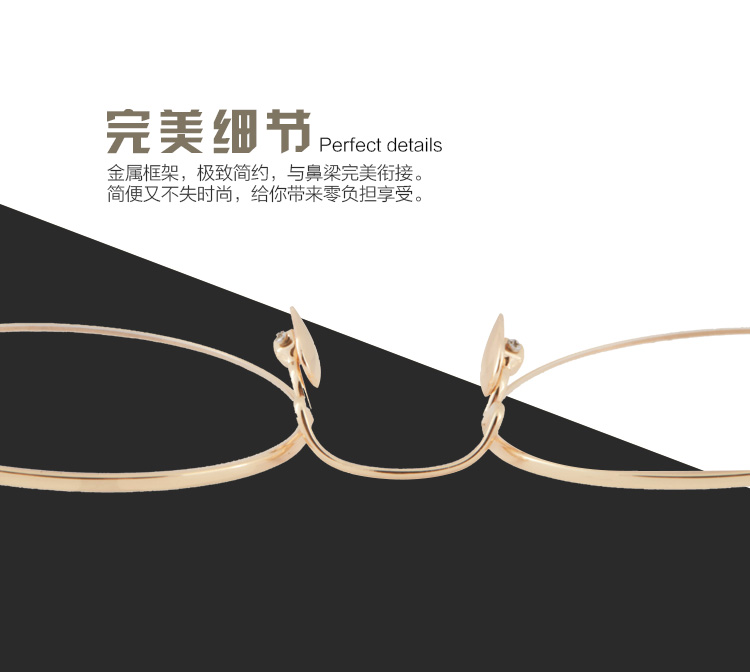 完美细节 Perfect details
金属框架，极致简约，与鼻梁完美衔接。
简便又不失时尚，给你带来零负担享受。